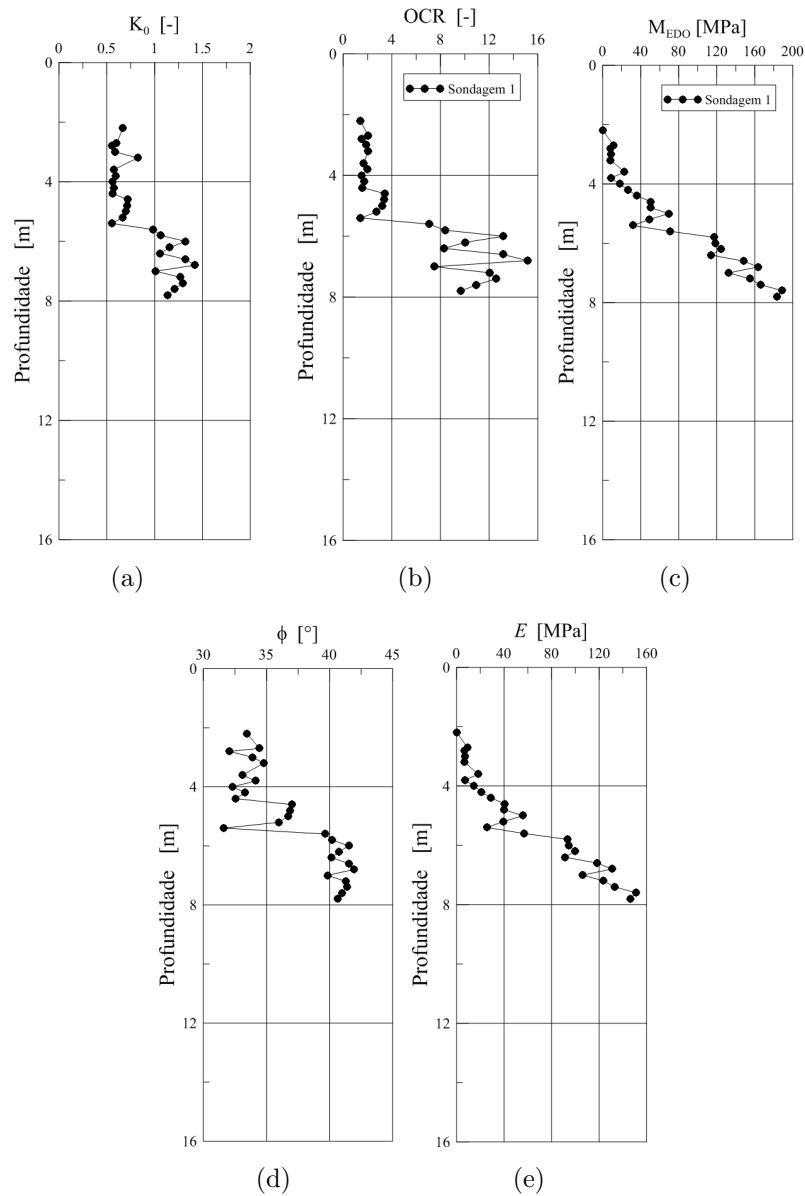 K0 [-]
0 0.5 1 1.5 2
0
4
8
12
16
Profundidade [m]
(a)
OCR [-]
0 4 8 12 16
Sondagem 1
0
4
8
12
16
Profundidade [m]
(b)
MEDO [MPa]
0 40 80 120 160 200
Sondagem 1
0
4
8
12
16
Profundidade [m]
(c)
ϕ [°]
30 35 40 45
0
4
8
12
16
Profundidade [m]
(d)
E [MPa]
0 40 80 120 160
0
4
8
12
16
Profundidade [m]
(e)